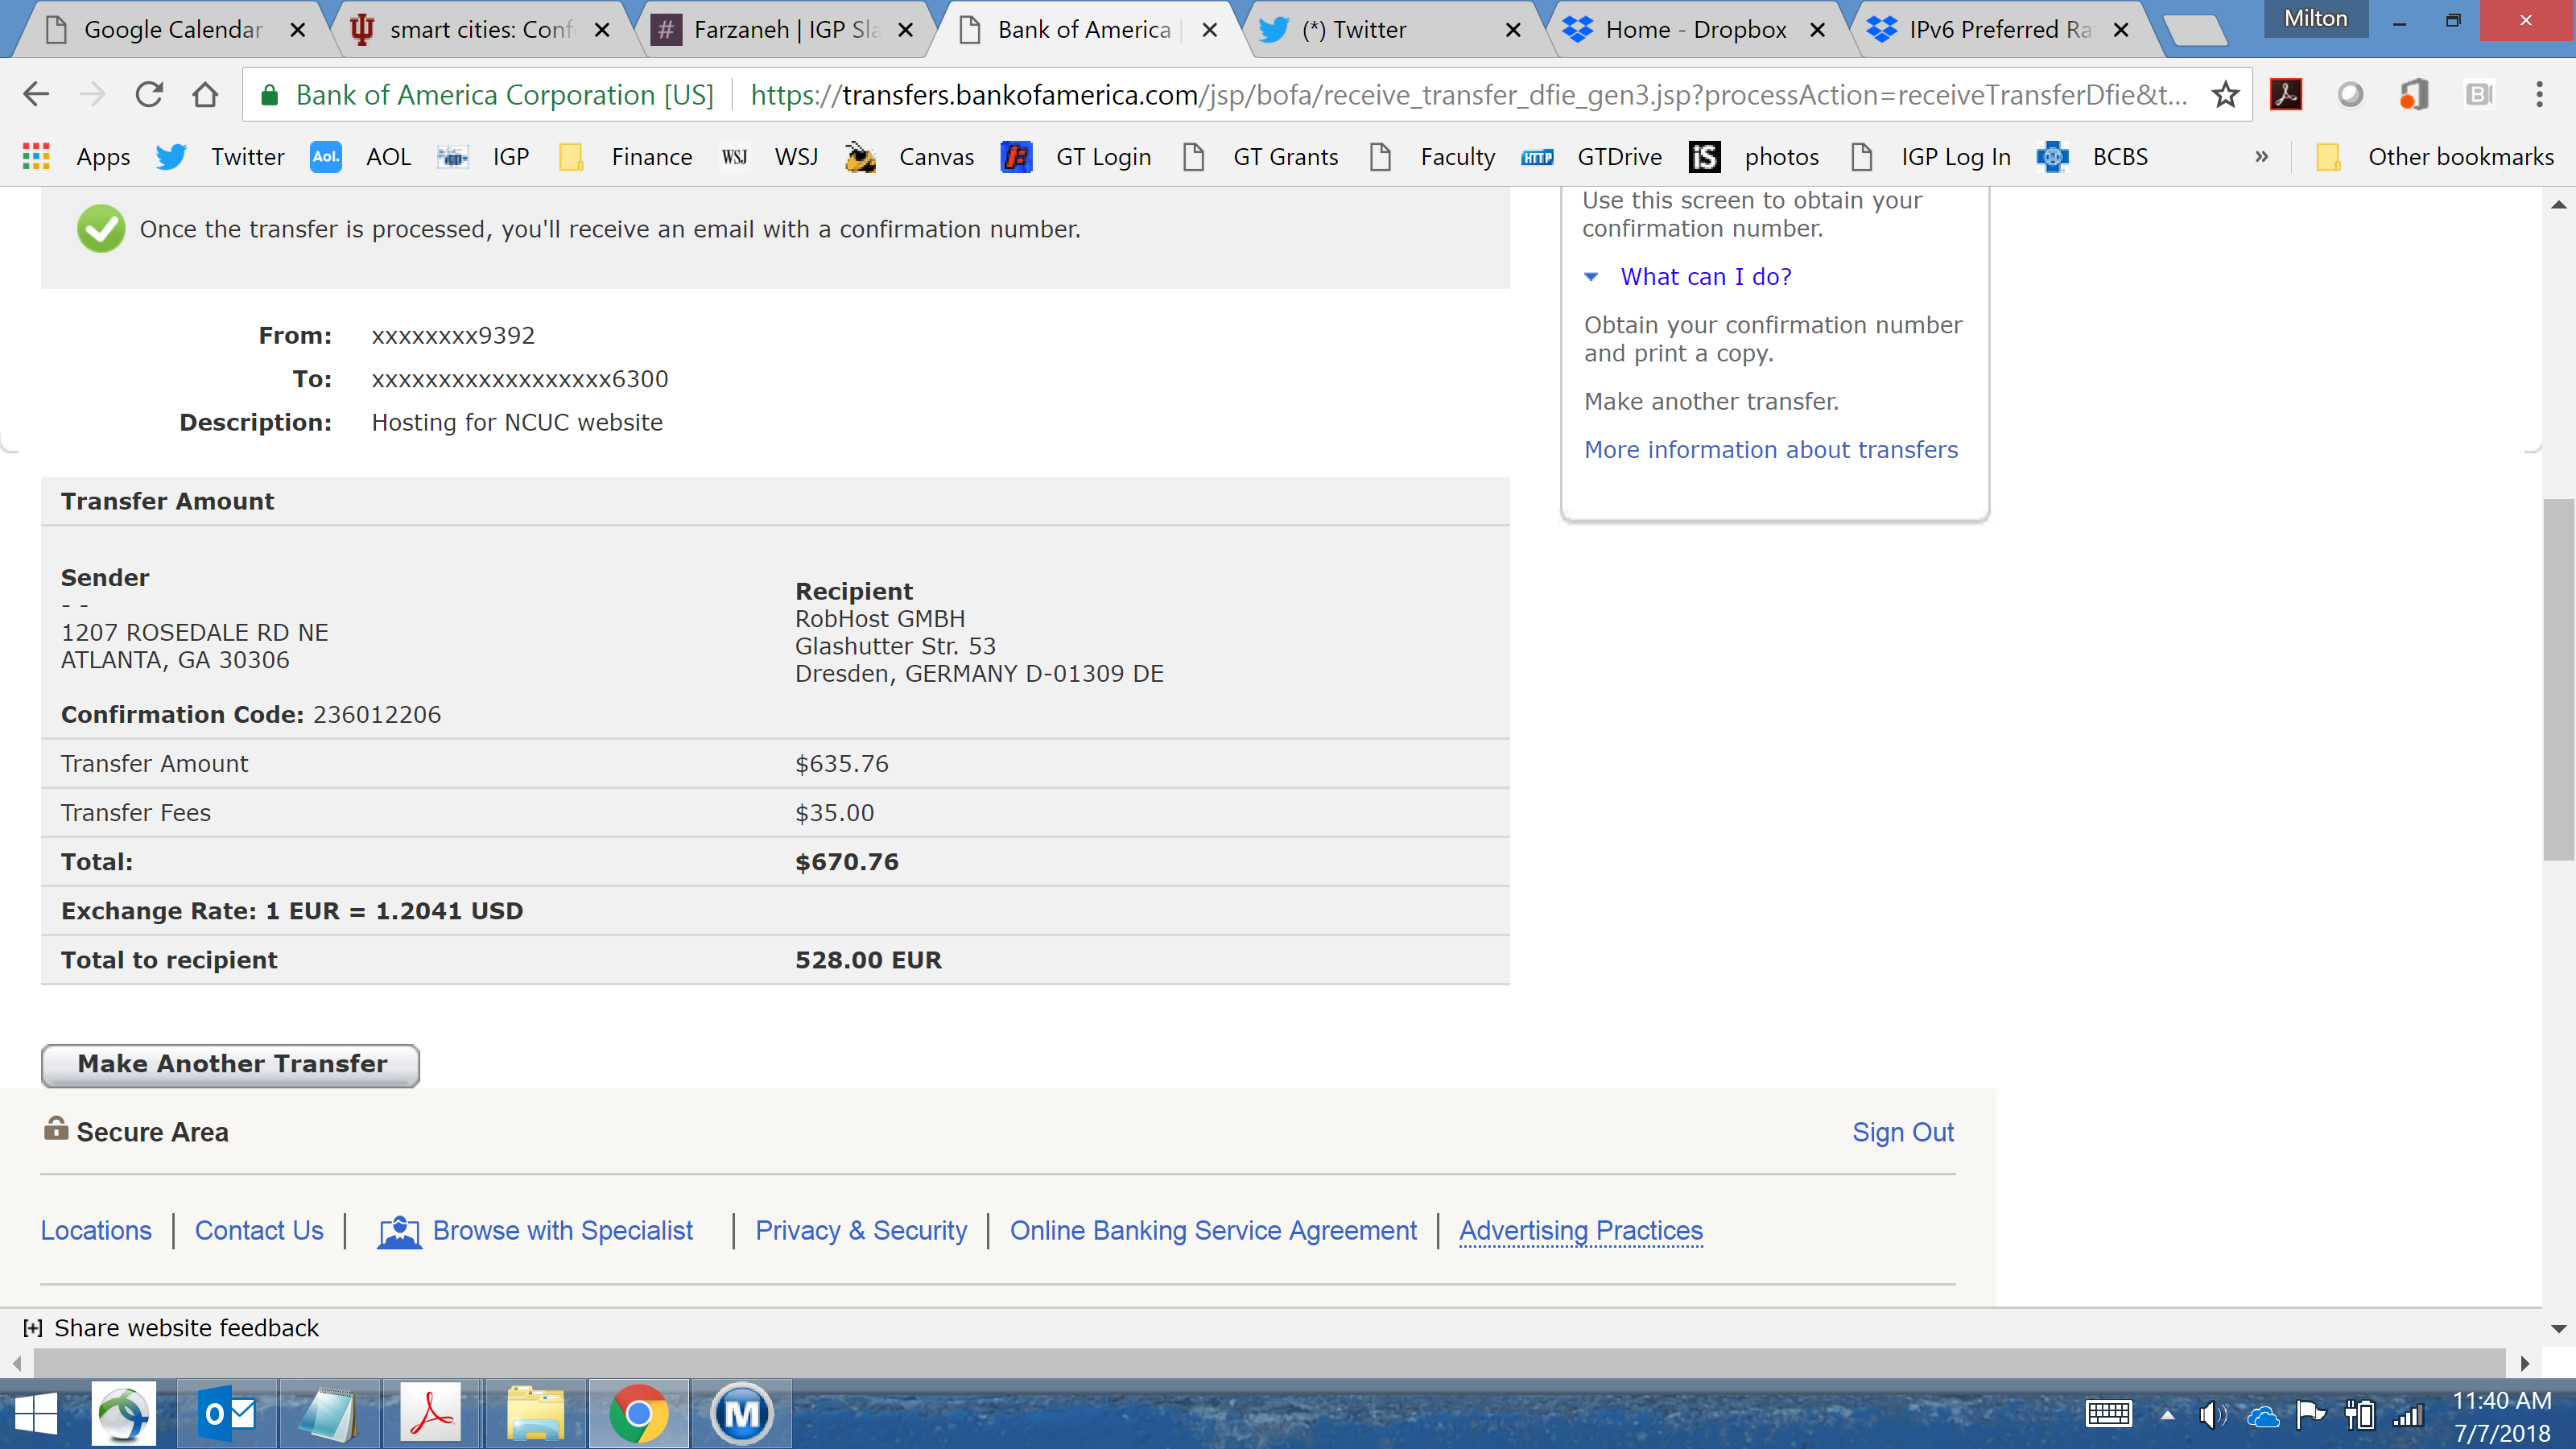 Google Calendar
smart cities: Conf
Farzaneh | IGP Sla
Bank of America |
(*) Twitter
Home - Dropbox
IPv6 Preferred Ra
Milton
Bank of America Corporation [US] | https://transfers.bankofamerica.com/jsp/bofa/receive_transfer_dfie_gen3.jsp?processAction=receiveTransferDfie&t...
Apps Twitter Aol. AOL IGP Finance WSJ WSJ Canvas GT Login GT Grants Faculty HTTP GTDrive iS photos IGP Log In BCBS » Other bookmarks
Once the transfer is processed, you'll receive an email with a confirmation number.
From: xxxxxxxx9392
To: xxxxxxxxxxxxxxxxxx6300
Description: Hosting for NCUC website
Use this screen to obtain your
confirmation number.
What can I do?
Obtain your confirmation number
and print a copy.
Make another transfer.
More information about transfers
Transfer Amount
Sender
- -
1207 ROSEDALE RD NE
ATLANTA, GA 30306
Recipient
RobHost GMBH
Glashutter Str. 53
Dresden, GERMANY D-01309 DE
Confirmation Code: 236012206
Transfer Amount $635.76
Transfer Fees $35.00
Total: $670.76
Exchange Rate: 1 EUR = 1.2041 USD
Total to recipient 528.00 EUR
Make Another Transfer
Secure Area
Sign Out
Locations | Contact Us | Browse with Specialist | Privacy & Security | Online Banking Service Agreement | Advertising Practices
[+] Share website feedback
11:40 AM
7/7/2018